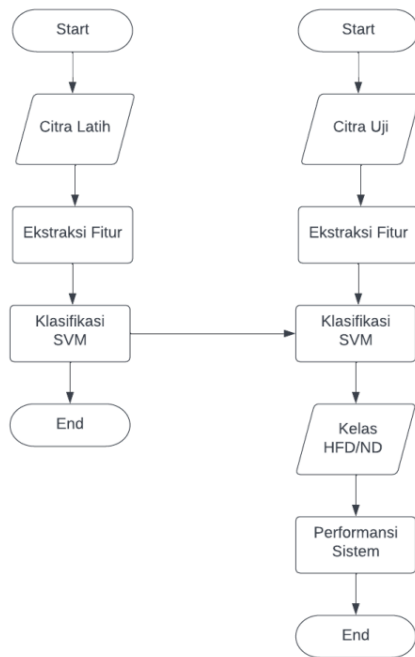 Start
Citra Latih
Ekstraksi Fitur
Klasifikasi
SVM
End
Start
Citra Uji
Ekstraksi Fitur
Klasifikasi
SVM
Kelas
HFD/ND
Performansi
Sistem
End